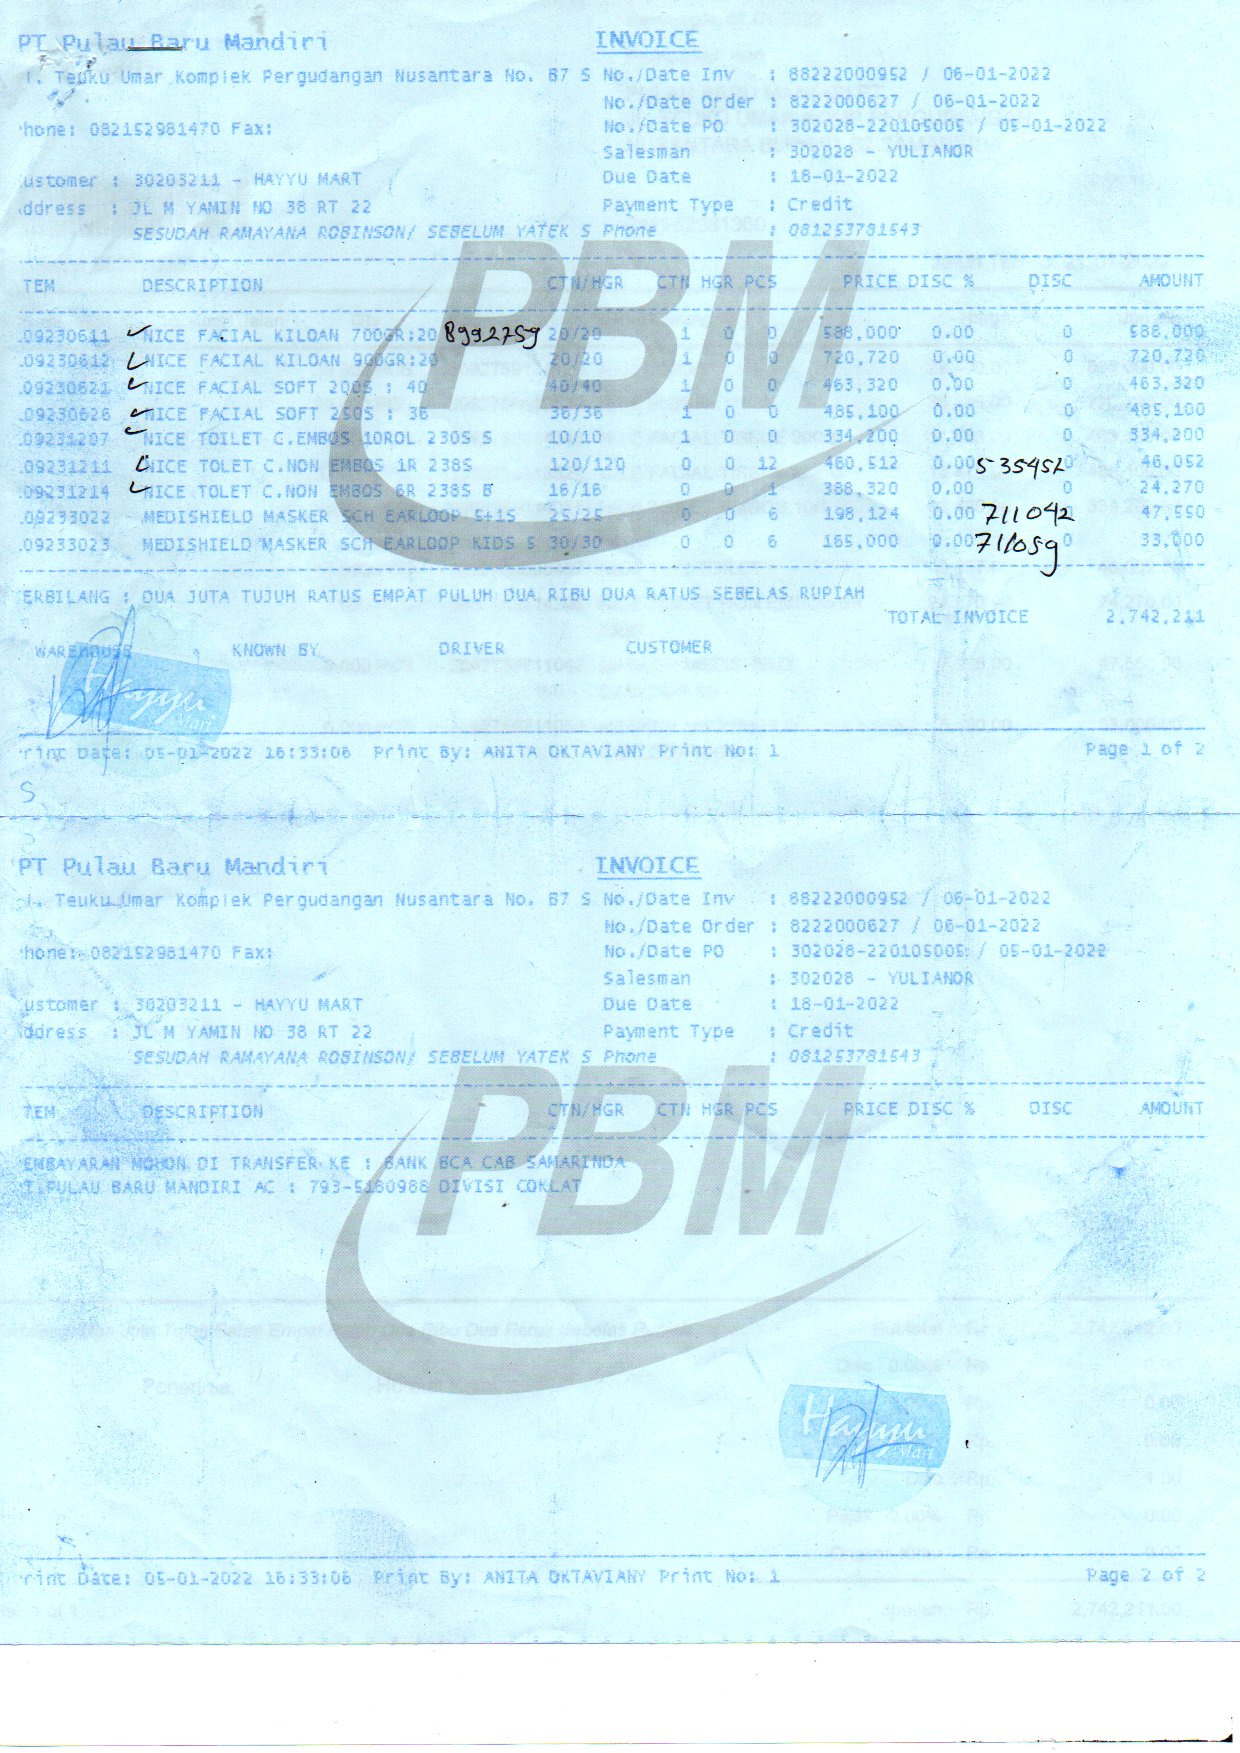 PT Pulau Baru Mandiri INVOICE
l. Teuku Umar Komplek Pergudangan Nusantara No. B7 S No./Date Inv : 88222000952 / 06-01-2022
No./Date Order : 8222000627 / 06-01-2022
hone: 082152981470 Fax: No./Date PO : 302028-220105005 / 05-01-2022
Salesman : 302028 - YULIANOR
ustomer : 30203211 - HAYYU MART Due Date : 18-01-2022
ddress : JL M YAMIN NO 38 RT 22 Payment Type : Credit
SESUDAH RAMAYANA ROBINSON/ SEBELUM YATEK S Phone : 081253781543
PBM
TEM DESCRIPTION CTN/HGR CTN HGR PCS PRICE DISC % DISC AMOUNT
.09230611 NICE FACIAL KILOAN 700GR:20 8992759 20/20 1 0 0 588,000 0.00 0 588,000
.09230612 NICE FACIAL KILOAN 900GR:20 20/20 1 0 0 720,720 0.00 0 720,720
.09230621 NICE FACIAL SOFT 200S : 40 40/40 1 0 0 463,320 0.00 0 463,320
.09230626 NICE FACIAL SOFT 250S : 36 36/36 1 0 0 485,100 0.00 0 485,100
.09231207 NICE TOILET C.EMBOS 10ROL 230S S 10/10 1 0 0 334,200 0.00 0 334,200
.09231211 NICE TOLET C.NON EMBOS 1R 238S 120/120 0 0 12 460,512 0.00 535452 0 46,052
.09231214 NICE TOLET C.NON EMBOS 6R 238S B 16/16 0 0 1 388,320 0.00 0 24,270
.09233022 MEDISHIELD MASKER SCH EARLOOP 5+1S 25/25 0 0 6 198,124 0.00 711042 47,550
.09233023 MEDISHIELD MASKER SCH EARLOOP KIDS 5 30/30 0 0 6 165,000 0.00 711059 0 33,000
ERBILANG : DUA JUTA TUJUH RATUS EMPAT PULUH DUA RIBU DUA RATUS SEBELAS RUPIAH
TOTAL INVOICE 2,742,211
WAREHOUSE KNOWN BY DRIVER CUSTOMER
Hayyu
Mart
rint Date: 05-01-2022 16:33:06 Print By: ANITA OKTAVIANY Print No: 1 Page 1 of 2
S
PT Pulau Baru Mandiri INVOICE
l. Teuku Umar Komplek Pergudangan Nusantara No. B7 S No./Date Inv : 88222000952 / 06-01-2022
No./Date Order : 8222000627 / 06-01-2022
hone: 082152981470 Fax: No./Date PO : 302028-220105005 / 05-01-2022
Salesman : 302028 - YULIANOR
ustomer : 30203211 - HAYYU MART Due Date : 18-01-2022
ddress : JL M YAMIN NO 38 RT 22 Payment Type : Credit
SESUDAH RAMAYANA ROBINSON/ SEBELUM YATEK S Phone : 081253781543
PBM
TEM DESCRIPTION CTN/HGR CTN HGR PCS PRICE DISC % DISC AMOUNT
EMBAYARAN MOHON DI TRANSFER KE : BANK BCA CAB SAMARINDA
T.PULAU BARU MANDIRI AC : 793-5180988 DIVISI COKLAT
Hayyu
Mart
rint Date: 05-01-2022 16:33:06 Print By: ANITA OKTAVIANY Print No: 1 Page 2 of 2